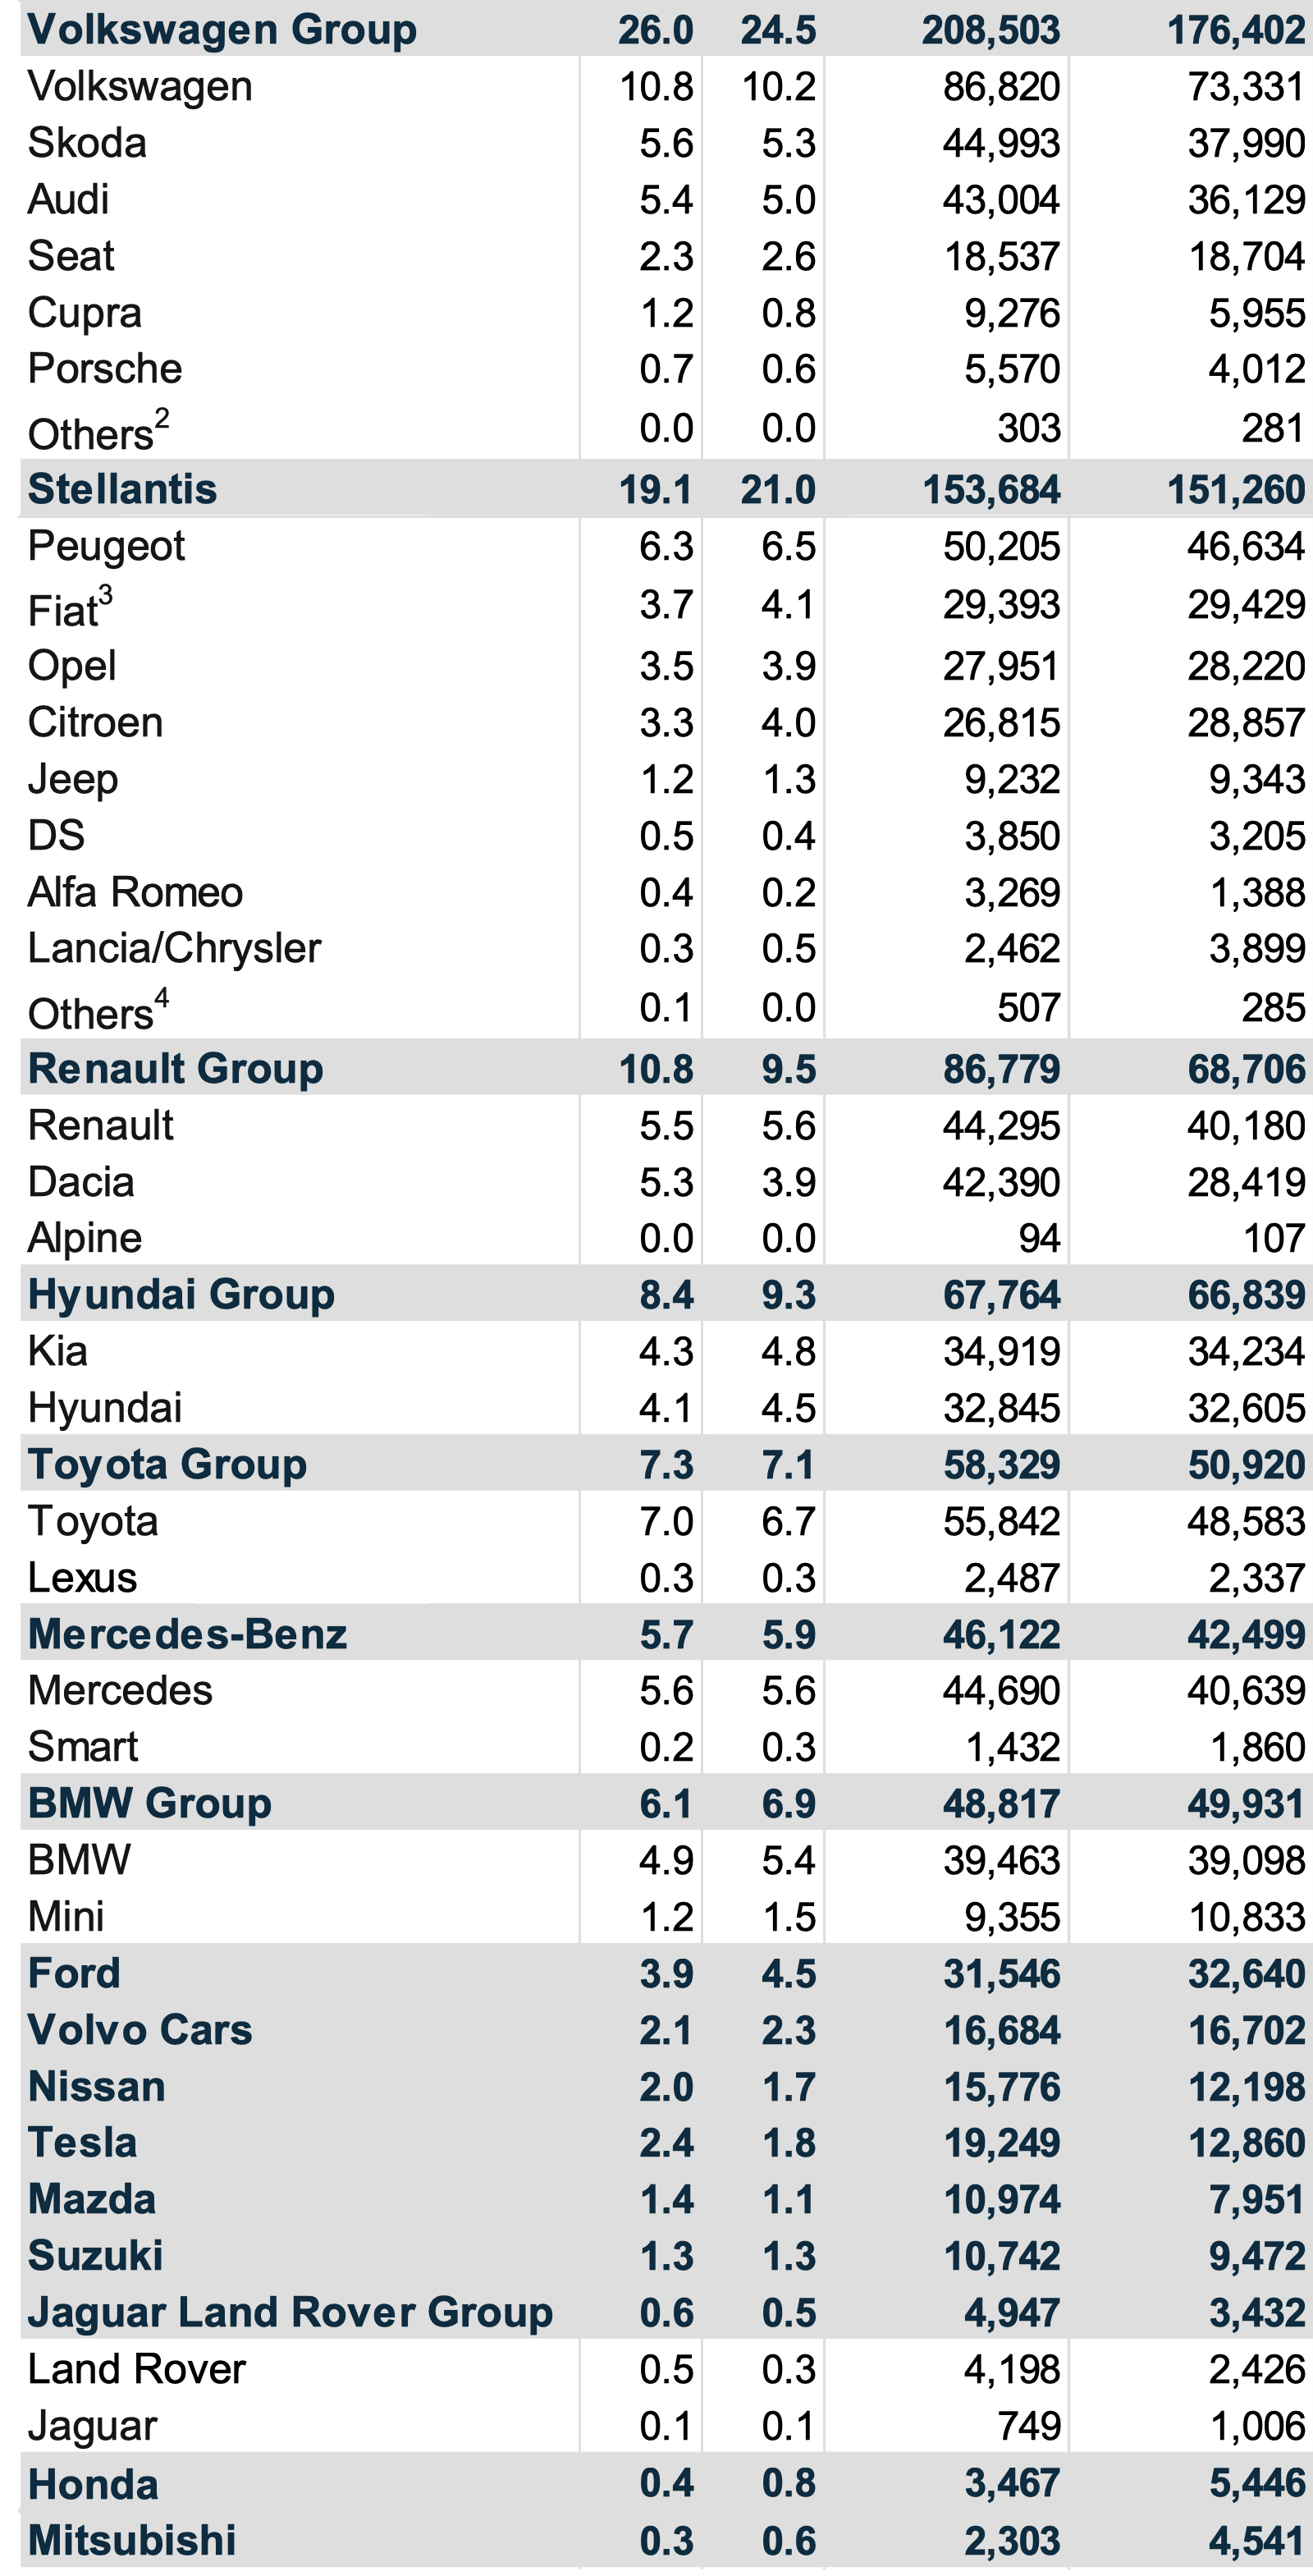 Volkswagen Group 26.0 24.5 208,503 176,402
Volkswagen 10.8 10.2 86,820 73,331
Skoda 5.6 5.3 44,993 37,990
Audi 5.4 5.0 43,004 36,129
Seat 2.3 2.6 18,537 18,704
Cupra 1.2 0.8 9,276 5,955
Porsche 0.7 0.6 5,570 4,012
Others² 0.0 0.0 303 281
Stellantis 19.1 21.0 153,684 151,260
Peugeot 6.3 6.5 50,205 46,634
Fiat³ 3.7 4.1 29,393 29,429
Opel 3.5 3.9 27,951 28,220
Citroen 3.3 4.0 26,815 28,857
Jeep 1.2 1.3 9,232 9,343
DS 0.5 0.4 3,850 3,205
Alfa Romeo 0.4 0.2 3,269 1,388
Lancia/Chrysler 0.3 0.5 2,462 3,899
Others⁴ 0.1 0.0 507 285
Renault Group 10.8 9.5 86,779 68,706
Renault 5.5 5.6 44,295 40,180
Dacia 5.3 3.9 42,390 28,419
Alpine 0.0 0.0 94 107
Hyundai Group 8.4 9.3 67,764 66,839
Kia 4.3 4.8 34,919 34,234
Hyundai 4.1 4.5 32,845 32,605
Toyota Group 7.3 7.1 58,329 50,920
Toyota 7.0 6.7 55,842 48,583
Lexus 0.3 0.3 2,487 2,337
Mercedes-Benz 5.7 5.9 46,122 42,499
Mercedes 5.6 5.6 44,690 40,639
Smart 0.2 0.3 1,432 1,860
BMW Group 6.1 6.9 48,817 49,931
BMW 4.9 5.4 39,463 39,098
Mini 1.2 1.5 9,355 10,833
Ford 3.9 4.5 31,546 32,640
Volvo Cars 2.1 2.3 16,684 16,702
Nissan 2.0 1.7 15,776 12,198
Tesla 2.4 1.8 19,249 12,860
Mazda 1.4 1.1 10,974 7,951
Suzuki 1.3 1.3 10,742 9,472
Jaguar Land Rover Group 0.6 0.5 4,947 3,432
Land Rover 0.5 0.3 4,198 2,426
Jaguar 0.1 0.1 749 1,006
Honda 0.4 0.8 3,467 5,446
Mitsubishi 0.3 0.6 2,303 4,541